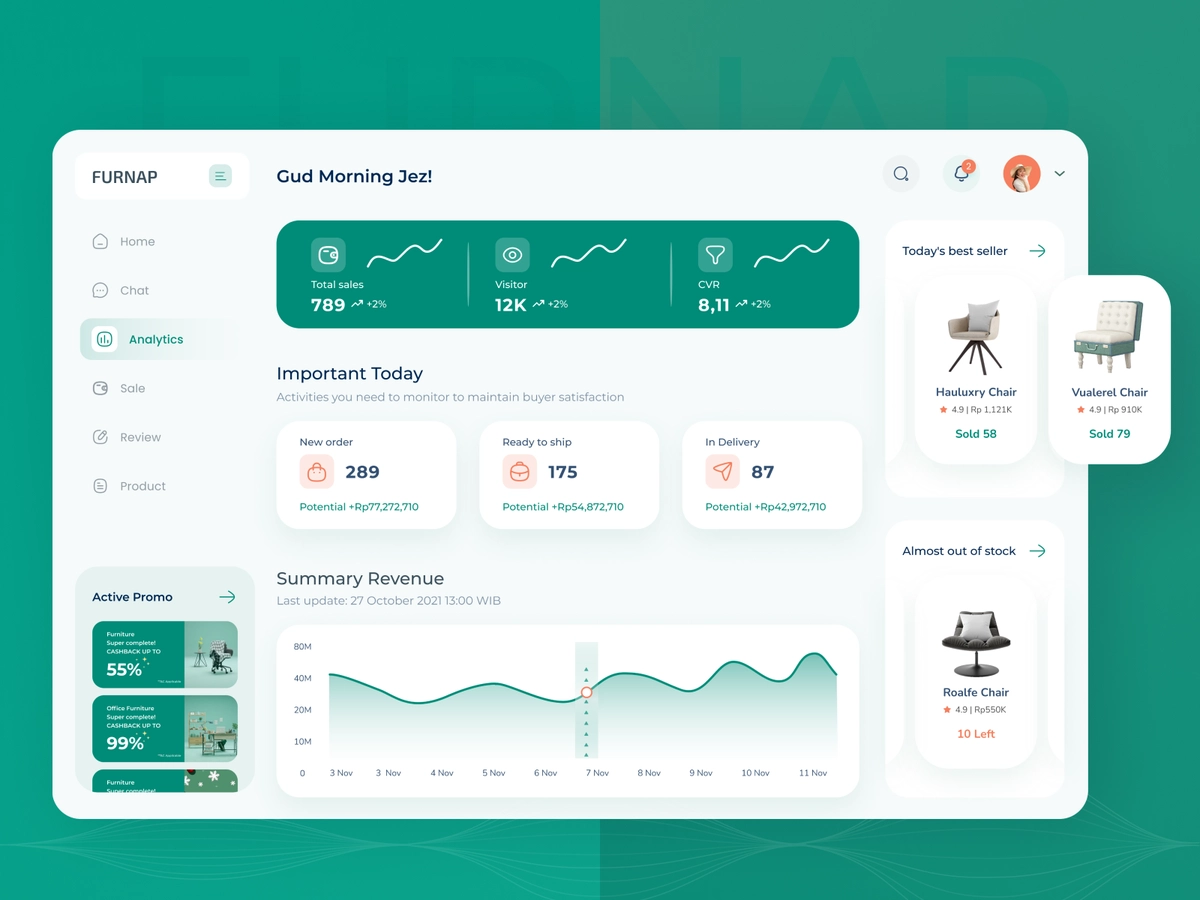 FURNAP
FURNAP
Gud Morning Jez!
2
Home
Chat
Analytics
Sale
Review
Product
Total sales
789 +2%
Visitor
12K +2%
CVR
8,11 +2%
Important Today
Activities you need to monitor to maintain buyer satisfaction
New order
289
Potential +Rp77,272,710
Ready to ship
175
Potential +Rp54,872,710
In Delivery
87
Potential +Rp42,972,710
Summary Revenue
Last update: 27 October 2021 13:00 WIB
80M
40M
20M
10M
0
3 Nov
3 Nov
4 Nov
5 Nov
6 Nov
7 Nov
8 Nov
9 Nov
10 Nov
11 Nov
Active Promo
Furniture
Super complete!
CASHBACK UP TO
55%
Office Furniture
Super complete!
CASHBACK UP TO
99%
Furniture
Super complete!
Today's best seller
Hauluxry Chair
4.9 | Rp 1,121K
Sold 58
Vualerel Chair
4.9 | Rp 910K
Sold 79
Almost out of stock
Roalfe Chair
4.9 | Rp550K
10 Left